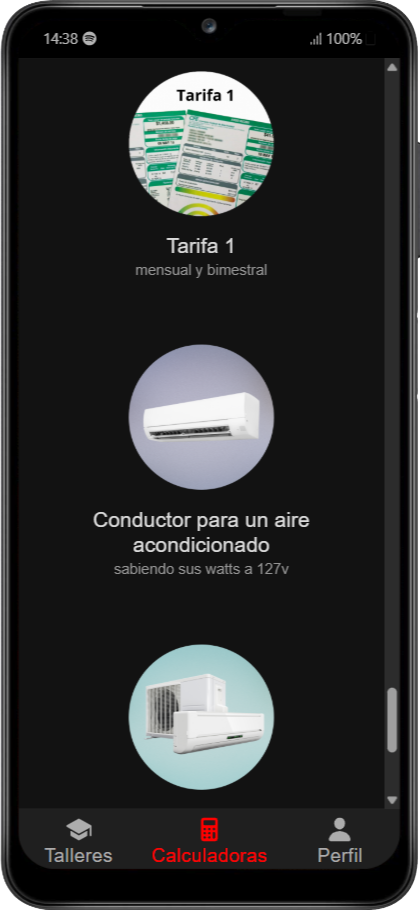 14:38
100%
Tarifa 1
Tarifa 1
mensual y bimestral
Conductor para un aire
acondicionado
sabiendo sus watts a 127v
Talleres
Calculadoras
Perfil